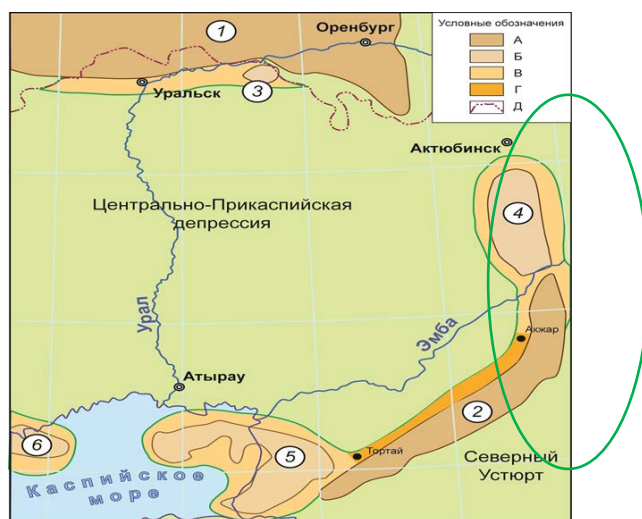 1
Оренбург
Уральск
3
Условные обозначения
А
Б
В
Г
Д
Актюбинск
Центрально-Прикаспийская
депрессия
4
Урал
Эмба
Акжар
Атырау
2
6
5
Тортай
Северный
Устюрт
Каспийское
море